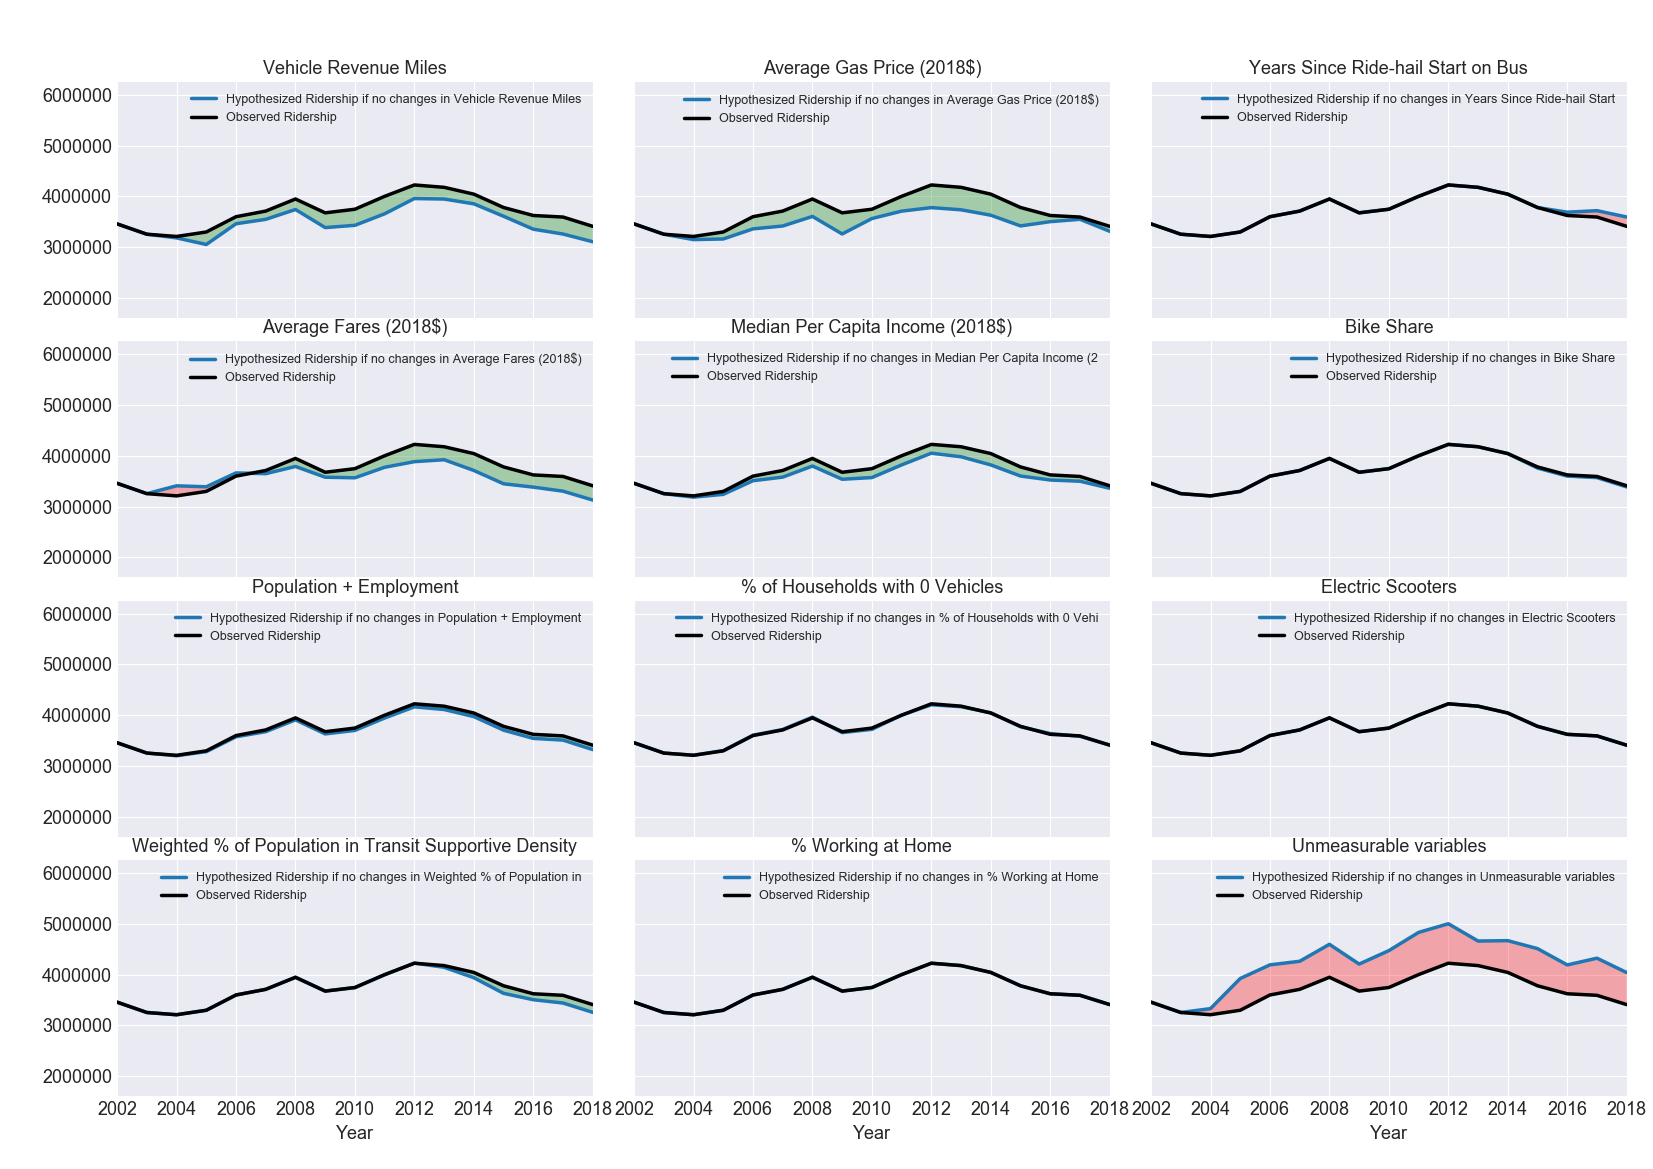 Vehicle Revenue Miles
6000000
5000000
4000000
3000000
2000000
Hypothesized Ridership if no changes in Vehicle Revenue Miles
Observed Ridership
Average Gas Price (2018$)
Hypothesized Ridership if no changes in Average Gas Price (2018$)
Observed Ridership
Years Since Ride-hail Start on Bus
Hypothesized Ridership if no changes in Years Since Ride-hail Start
Observed Ridership
Average Fares (2018$)
6000000
5000000
4000000
3000000
2000000
Hypothesized Ridership if no changes in Average Fares (2018$)
Observed Ridership
Median Per Capita Income (2018$)
Hypothesized Ridership if no changes in Median Per Capita Income (2
Observed Ridership
Bike Share
Hypothesized Ridership if no changes in Bike Share
Observed Ridership
Population + Employment
6000000
5000000
4000000
3000000
2000000
Hypothesized Ridership if no changes in Population + Employment
Observed Ridership
% of Households with 0 Vehicles
Hypothesized Ridership if no changes in % of Households with 0 Vehi
Observed Ridership
Electric Scooters
Hypothesized Ridership if no changes in Electric Scooters
Observed Ridership
Weighted % of Population in Transit Supportive Density
6000000
5000000
4000000
3000000
2000000
Hypothesized Ridership if no changes in Weighted % of Population in
Observed Ridership
2002 2004 2006 2008 2010 2012 2014 2016 2018
Year
% Working at Home
Hypothesized Ridership if no changes in % Working at Home
Observed Ridership
2002 2004 2006 2008 2010 2012 2014 2016 2018
Year
Unmeasurable variables
Hypothesized Ridership if no changes in Unmeasurable variables
Observed Ridership
2002 2004 2006 2008 2010 2012 2014 2016 2018
Year